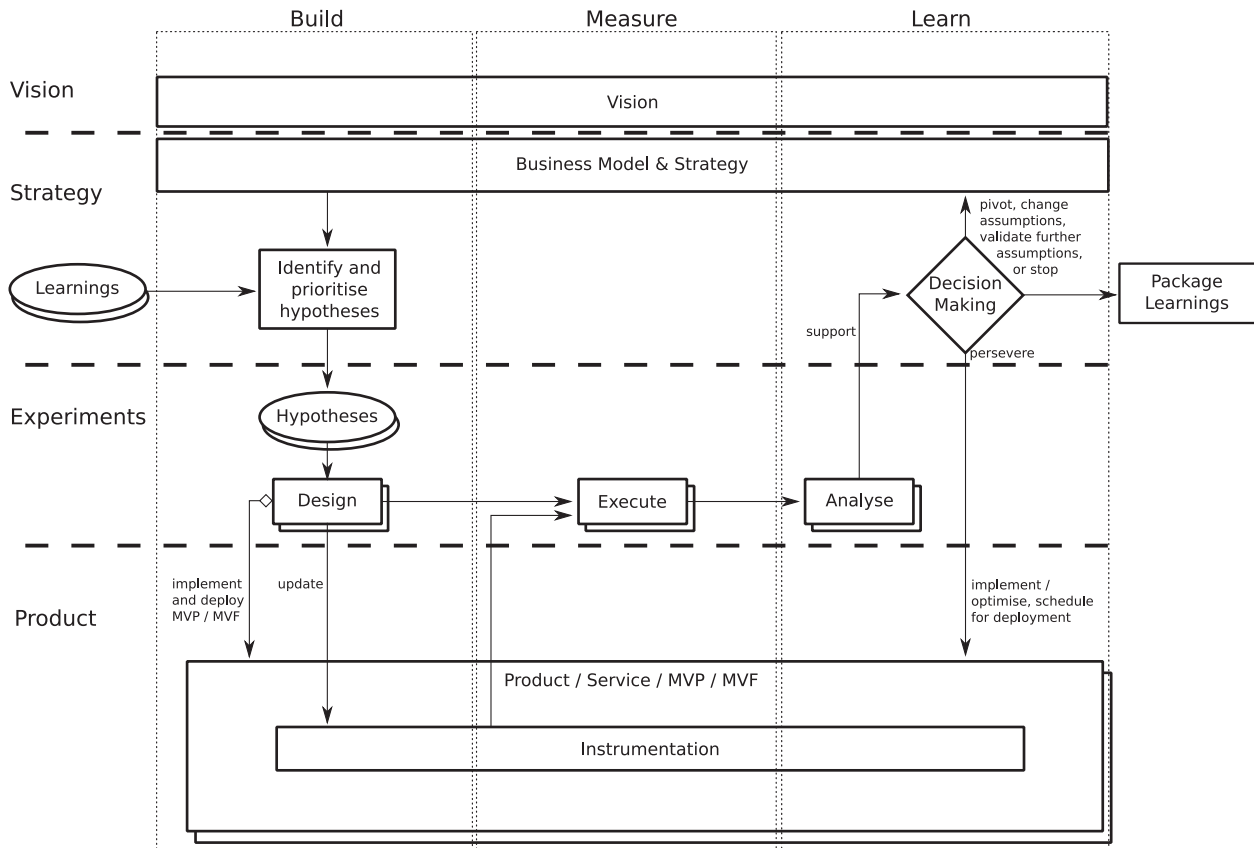 Build
Measure
Learn
Vision
Vision
Business Model & Strategy
Strategy
pivot, change
assumptions,
validate further
assumptions,
or stop
Learnings
Identify and
prioritise
hypotheses
Decision
Making
Package
Learnings
support
persevere
Experiments
Hypotheses
Design
Execute
Analyse
implement
and deploy
MVP / MVF
update
implement /
optimise, schedule
for deployment
Product
Product / Service / MVP / MVF
Instrumentation